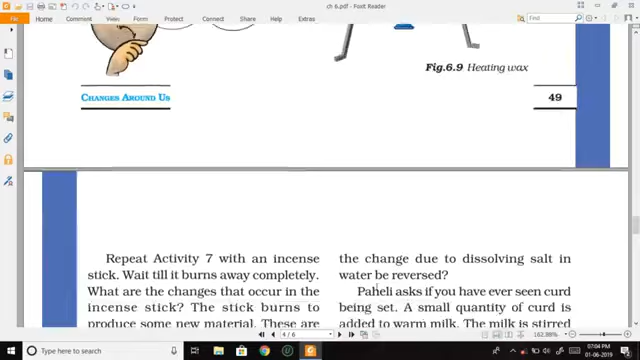 ch 6.pdf - Foxit Reader
File
Home
Comment
View
Form
Protect
Share
Help
Tell me...
Find
Fig.6.9 Heating wax
CHANGES AROUND US
49
Repeat Activity 7 with an incense
stick. Wait till it burns away completely.
What are the changes that occur in the
incense stick? The stick burns to
produce some new material. These are
the change due to dissolving salt in
water be reversed?
Paheli asks if you have ever seen curd
being set. A small quantity of curd is
added to warm milk. The milk is stirred
4 / 6
162.98%
Type here to search
07:04 PM
01-06-2019